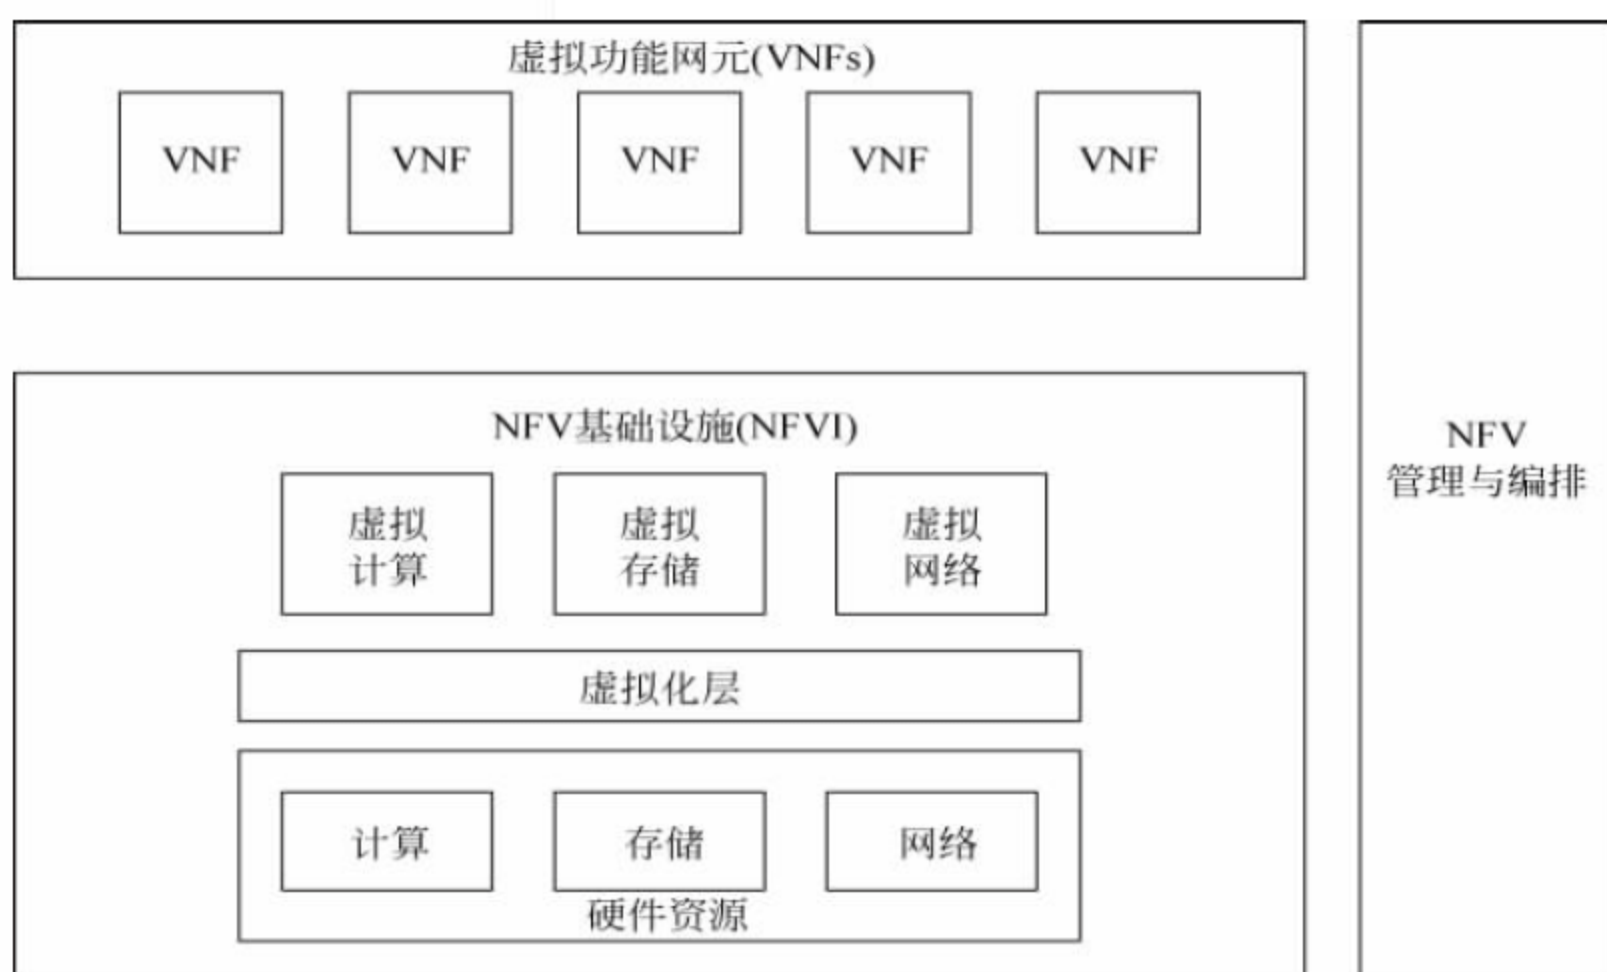 虚拟功能网元(VNFs)
VNF VNF VNF VNF VNF
NFV基础设施(NFVI)
虚拟 虚拟 虚拟
计算 存储 网络
虚拟化层
计算 存储 网络
硬件资源
NFV
管理与编排